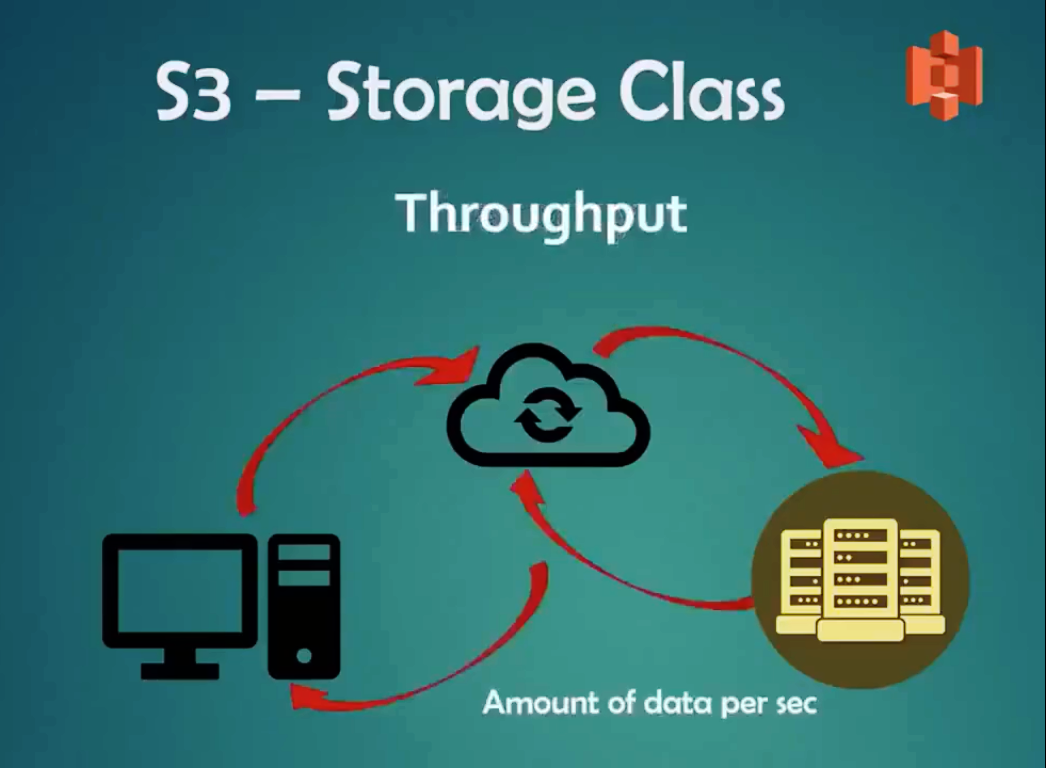 S3 – Storage Class
Throughput
Amount of data per sec